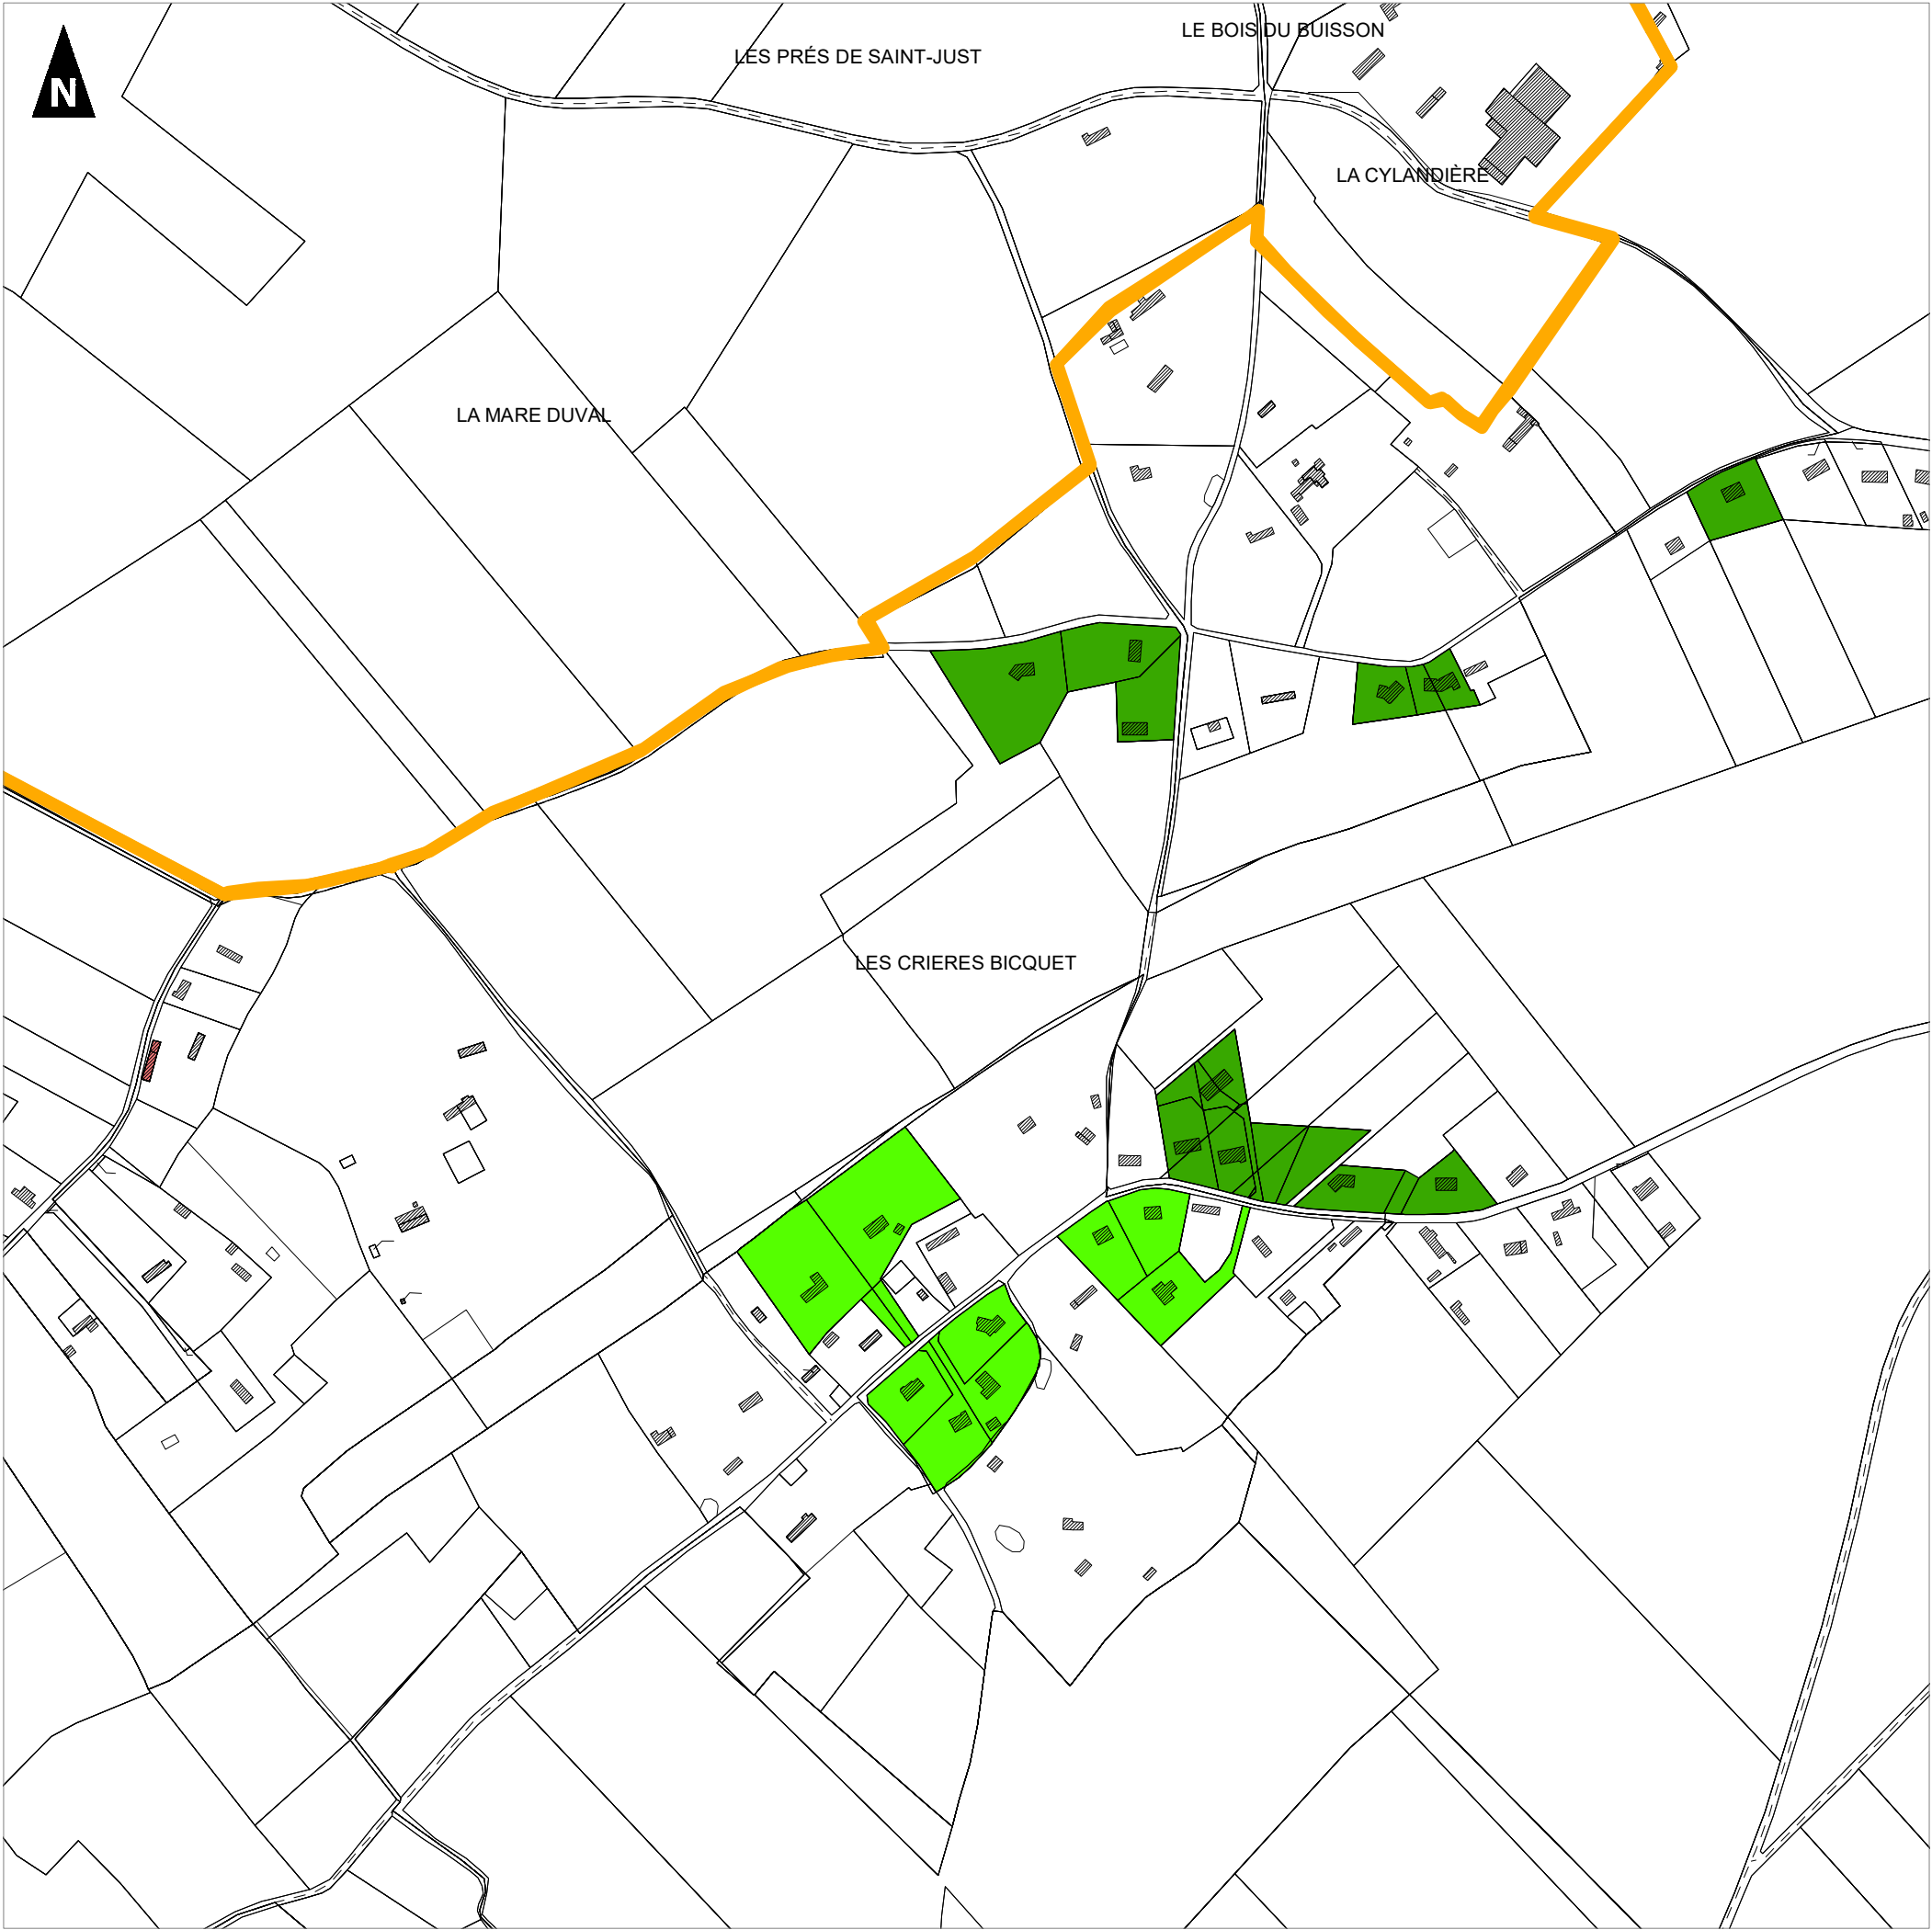 LE BOIS DU BUISSON
LES PRÉS DE SAINT-JUST
N
LA CYLANDIÈRE
LA MARE DUVAL
LES CRIERES BICQUET